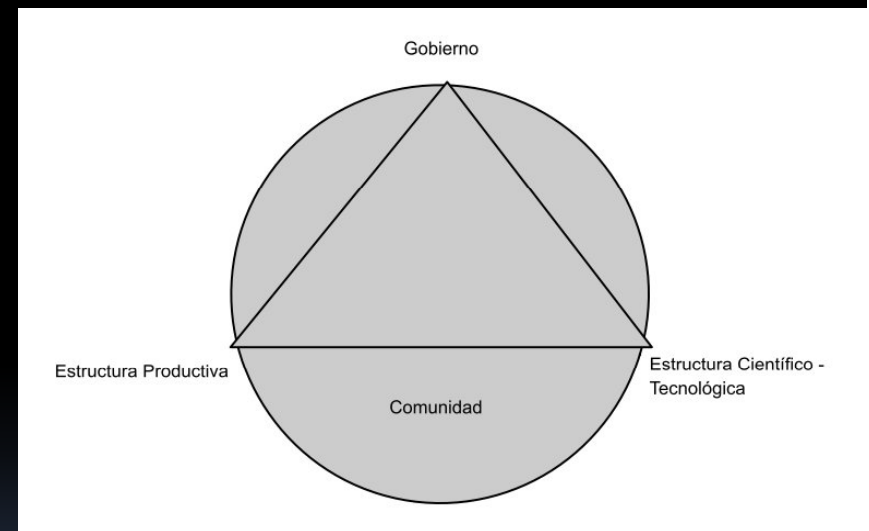 Gobierno
Estructura Productiva
Estructura Científico -
Tecnológica
Comunidad